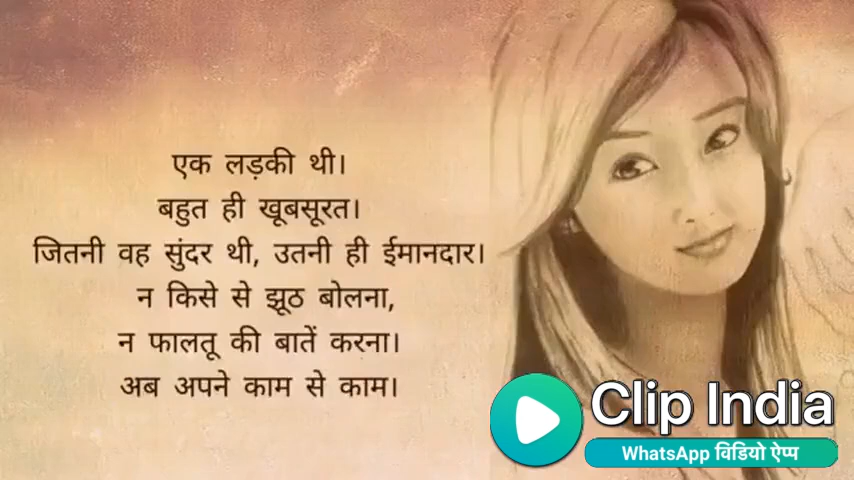 एक लड़की थी।
बहुत ही खूबसूरत।
जितनी वह सुंदर थी, उतनी ही ईमानदार।
न किसे से झूठ बोलना,
न फालतू की बातें करना।
अब अपने काम से काम।
Clip India
WhatsApp विडियो ऐप्प